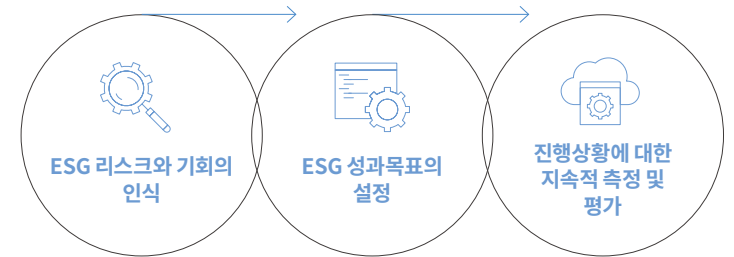 ESG 리스크와 기회의
인식
ESG 성과목표의
설정
진행상황에 대한
지속적 측정 및
평가